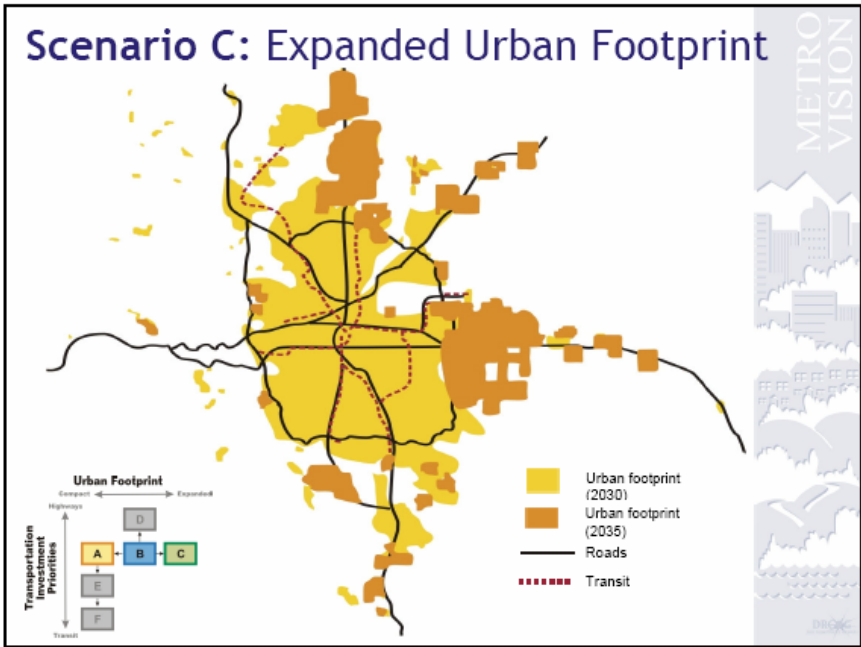 Scenario C: Expanded Urban Footprint
METRO
VISION
Urban Footprint
Compact
Expanded
Highways
Transportation
Investment
Priorities
D
A
B
C
E
F
Transit
Urban footprint
(2030)
Urban footprint
(2035)
Roads
Transit